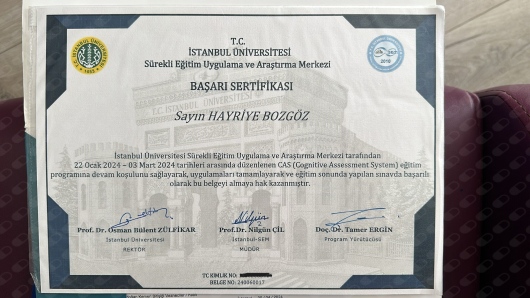 T.C.
İSTANBUL ÜNİVERSİTESİ
Sürekli Eğitim Uygulama ve Araştırma Merkezi
BAŞARI SERTİFİKASI
Sayın HAYRİYE BOZGÖZ
İstanbul Üniversitesi Sürekli Eğitim Uygulama ve Araştırma Merkezi tarafından
22 Ocak 2024 – 03 Mart 2024 tarihleri arasında düzenlenen CAS (Cognitive Assessment System) eğitim
programına devam koşulunu sağlayarak, uygulamaları tamamlayarak ve eğitim sonunda yapılan sınavda başarılı
olarak bu belgeyi almaya hak kazanmıştır.
Prof. Dr. Osman Bülent ZÜLFİKAR Prof.Dr. Nilgün ÇİL Doç. Dr. Tamer ERGİN
İstanbul Üniversitesi İstanbul-SEM Program Yürütücüsü
REKTÖR MÜDÜR
TC KİMLİK NO:
BELGE NO: 240060017